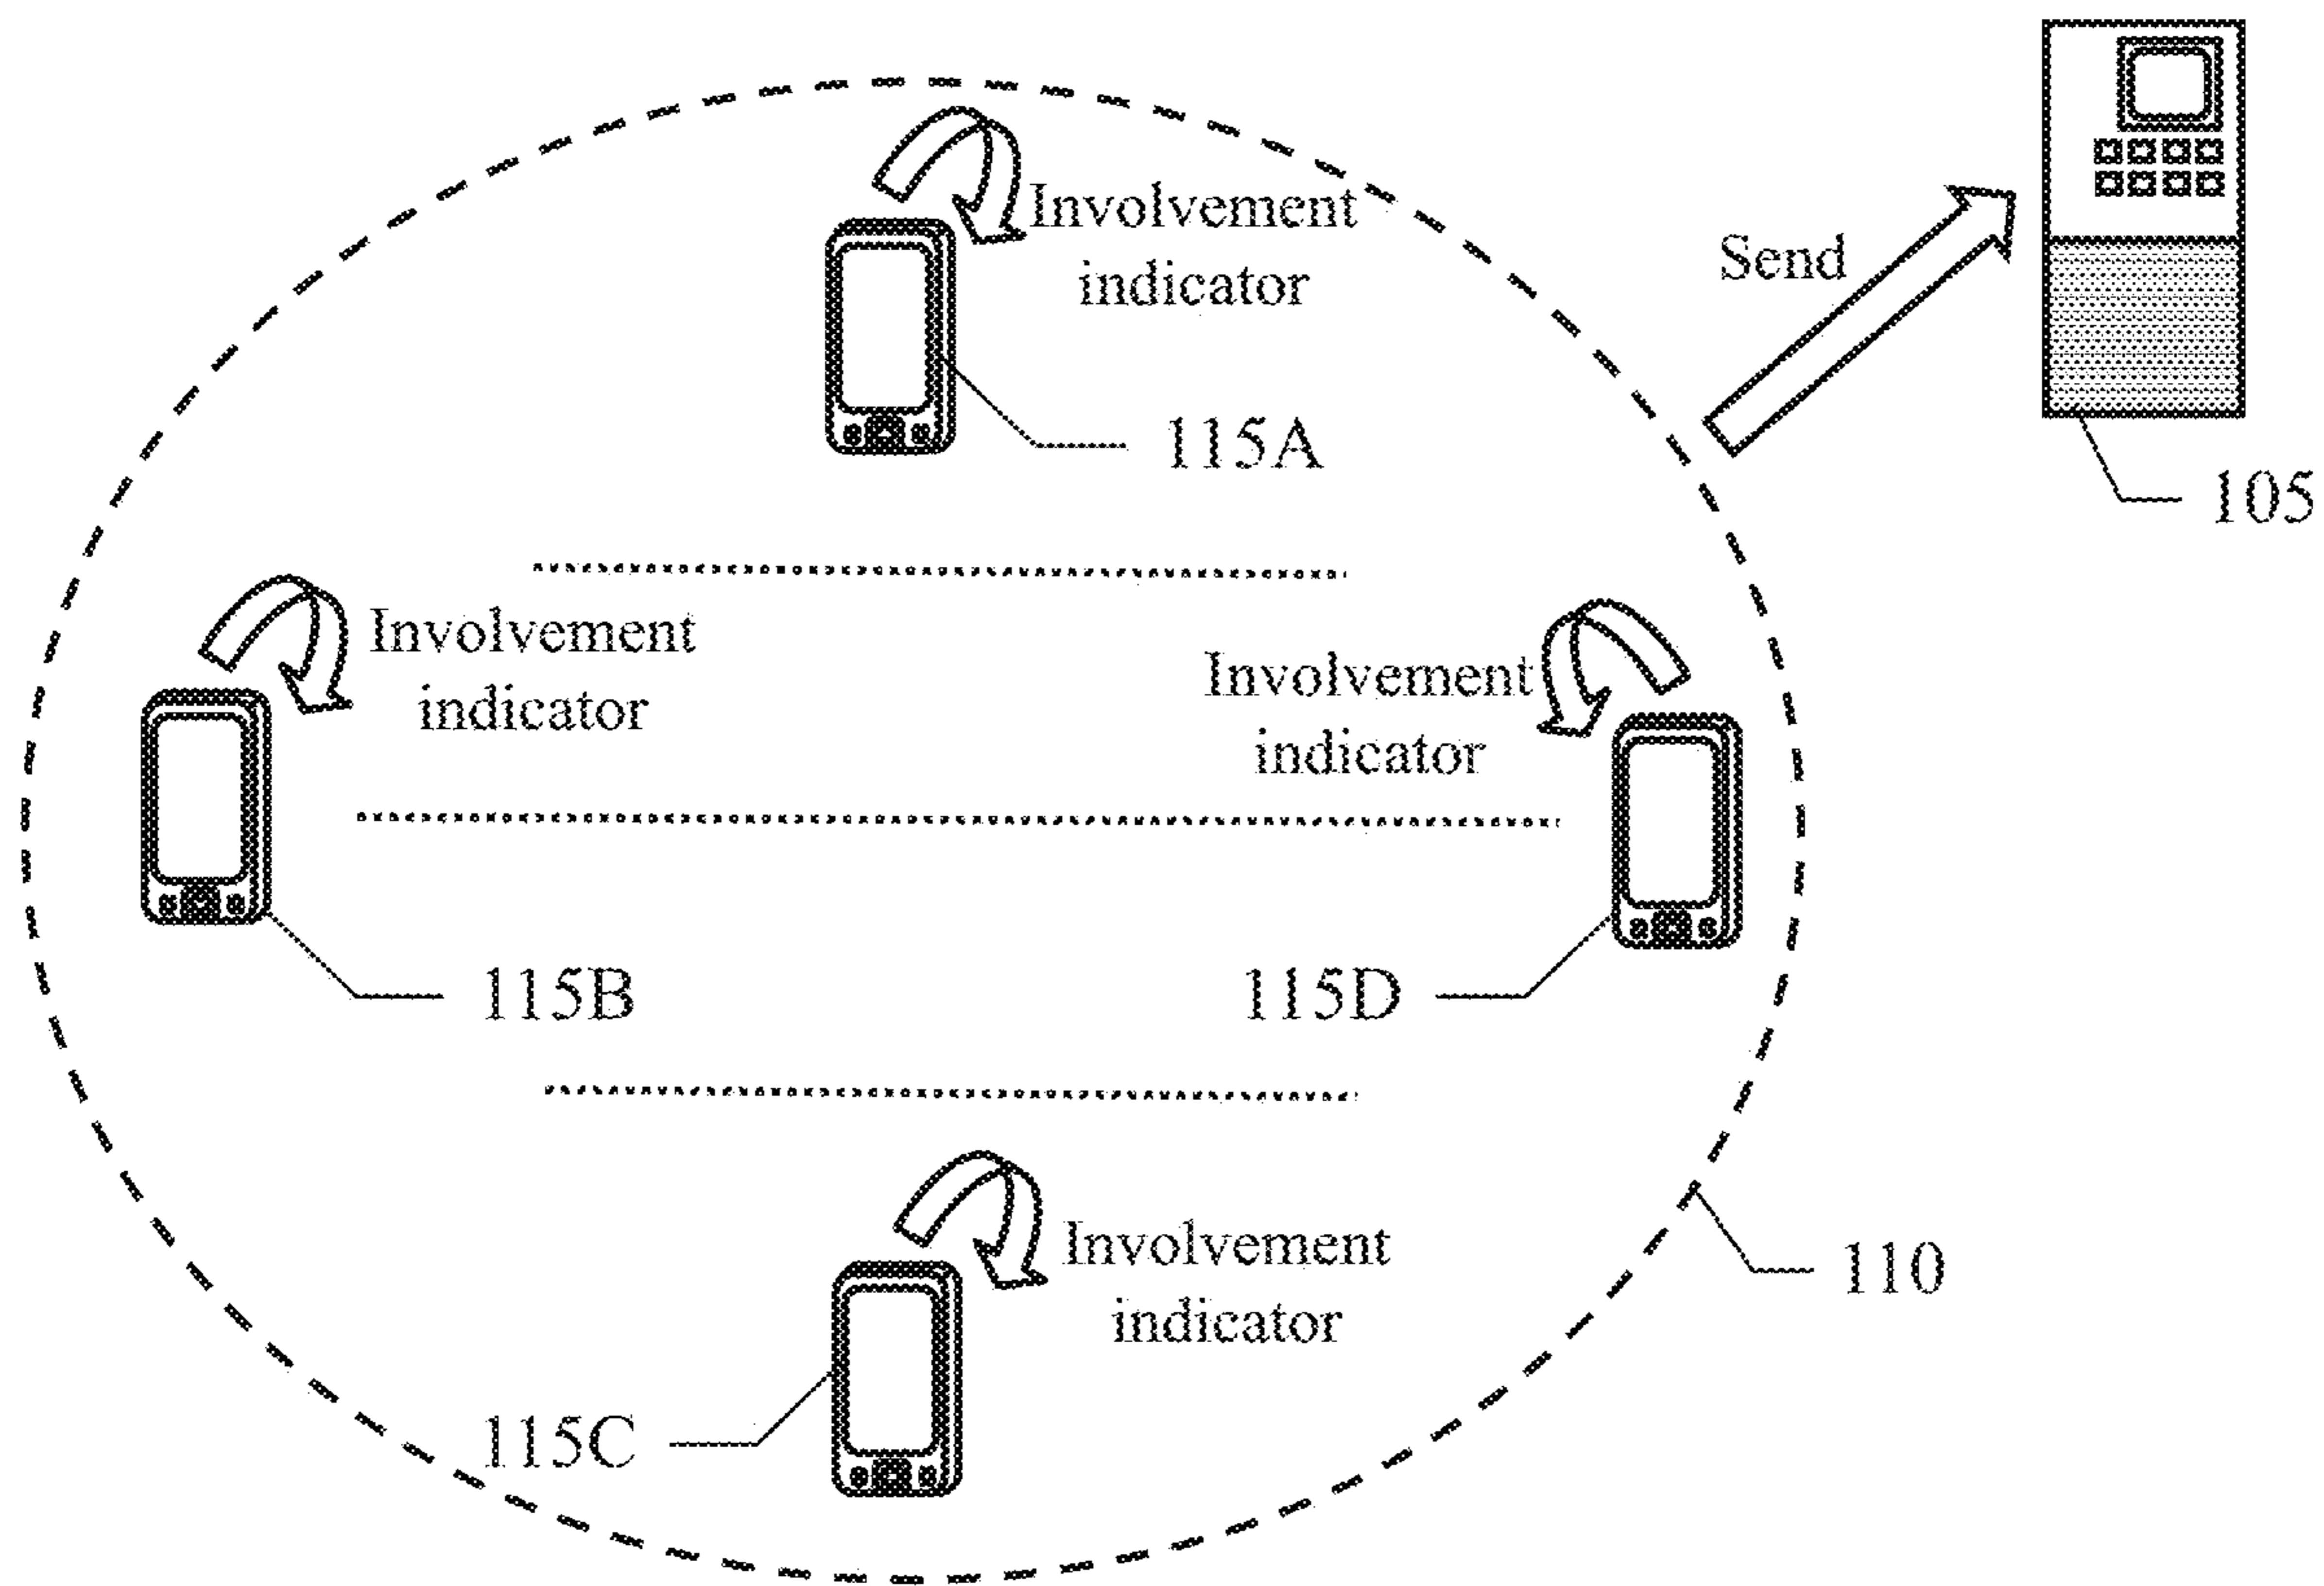 Involvement
indicator
Send
115A
105
Involvement
indicator
Involvement
indicator
115B
115D
Involvement
indicator
110
115C